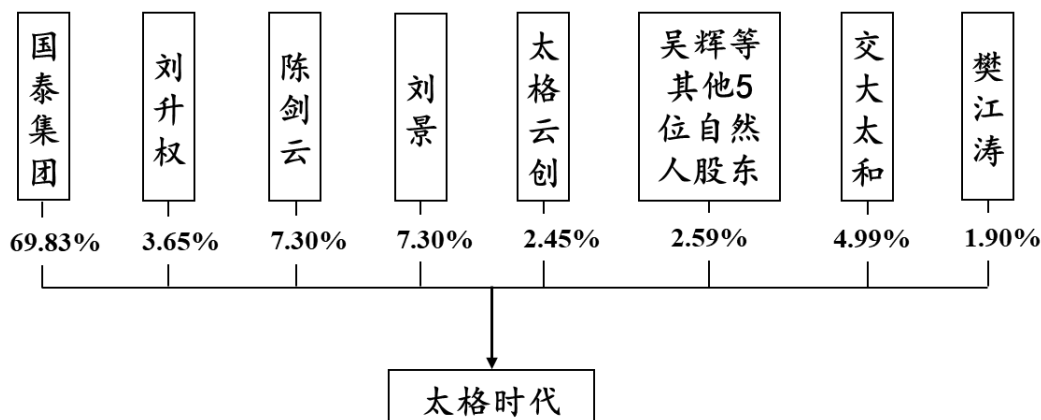 国泰集团
刘升权
陈剑云
刘景
太格云创
吴辉等
其他5
位自然
人股东
交大太和
樊江涛
69.83%
3.65%
7.30%
7.30%
2.45%
2.59%
4.99%
1.90%
太格时代